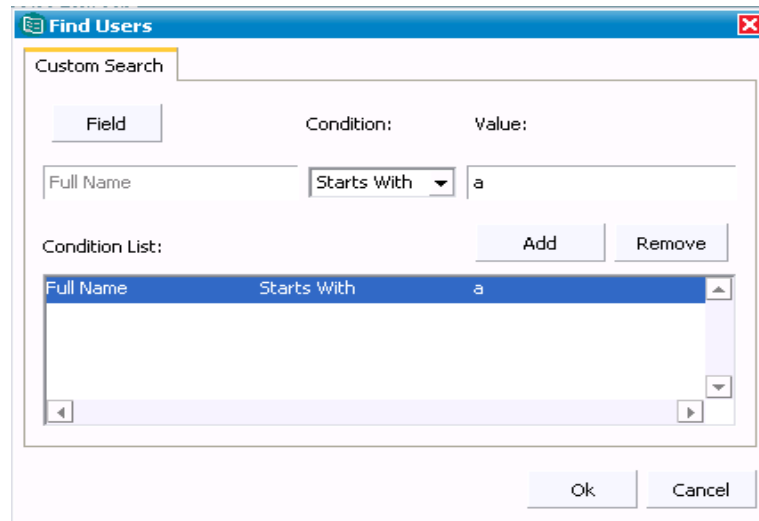 Find Users
Custom Search
Field Condition: Value:
Full Name Starts With a
Condition List: Add Remove
Full Name Starts With a
Ok Cancel